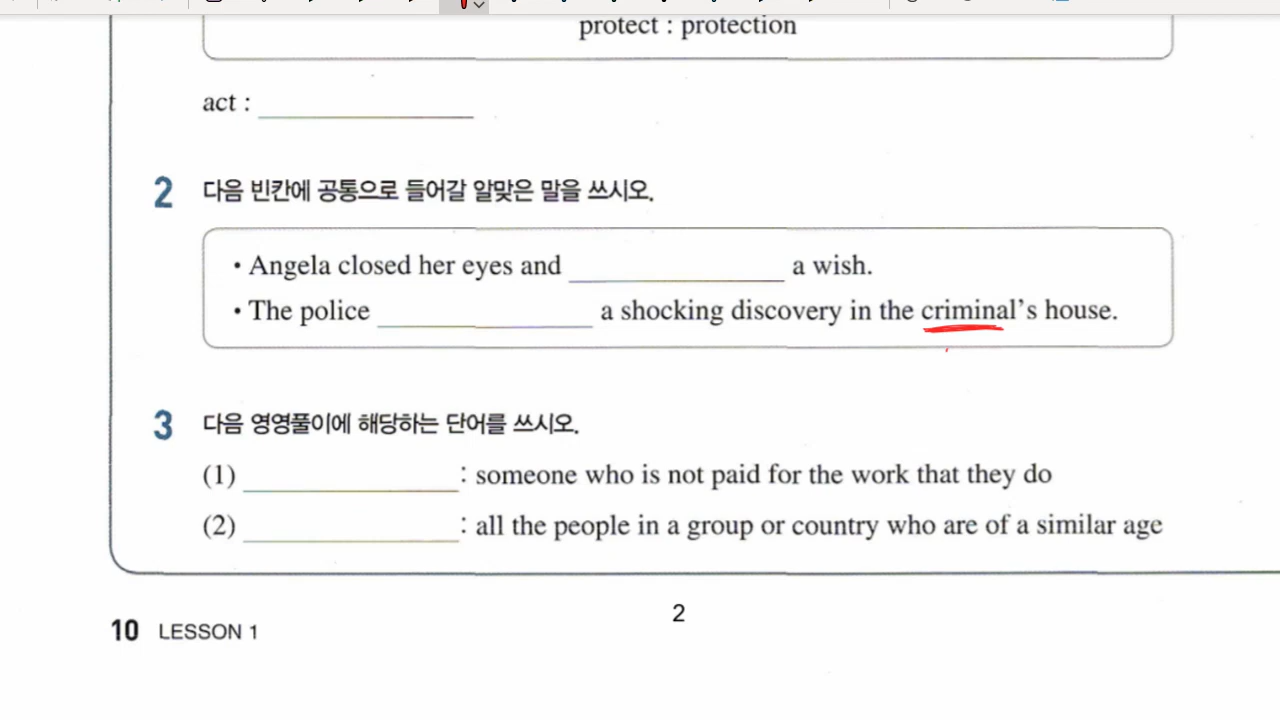 protect : protection
act : 
2 다음 빈칸에 공통으로 들어갈 알맞은 말을 쓰시오.
• Angela closed her eyes and ____________ a wish.
• The police ____________ a shocking discovery in the criminal's house.
3 다음 영영풀이에 해당하는 단어를 쓰시오.
(1) ____________ : someone who is not paid for the work that they do
(2) ____________ : all the people in a group or country who are of a similar age
2
10 LESSON 1